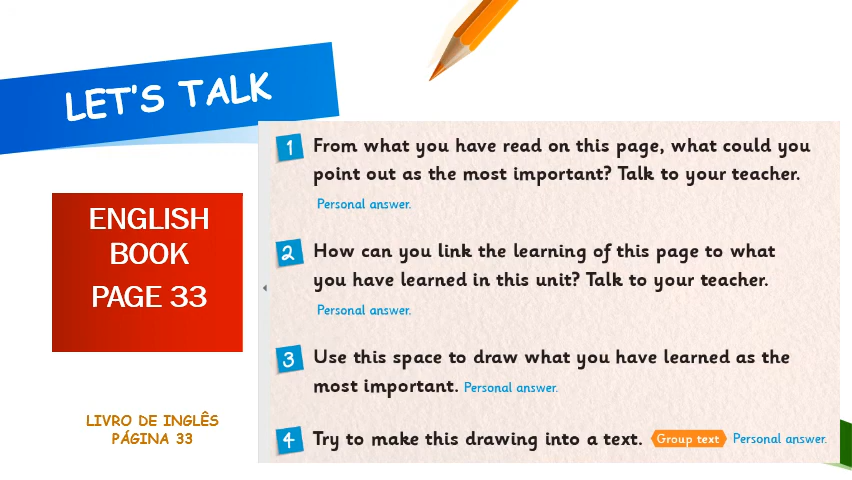 LET'S TALK
ENGLISH
BOOK
PAGE 33
LIVRO DE INGLÊS
PÁGINA 33
1 From what you have read on this page, what could you
point out as the most important? Talk to your teacher.
Personal answer.
2 How can you link the learning of this page to what
you have learned in this unit? Talk to your teacher.
Personal answer.
3 Use this space to draw what you have learned as the
most important. Personal answer.
4 Try to make this drawing into a text. Group text Personal answer.